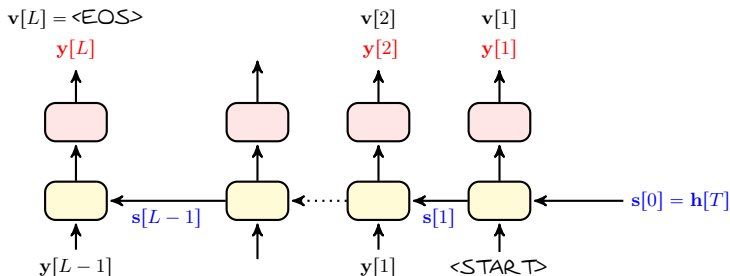 v[L] = <EOS> v[2] v[1]
y[L] y[2] y[1]
s[L − 1] s[1] s[0] = h[T]
y[L−1] y[1] <START>